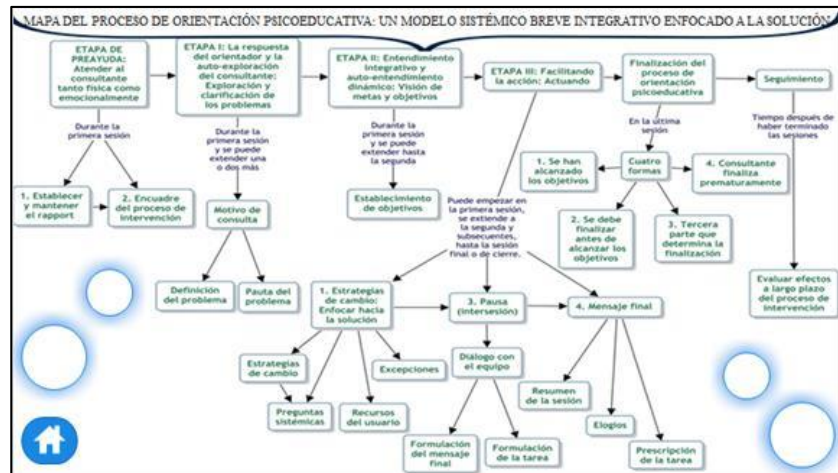 MAPA DEL PROCESO DE ORIENTACIÓN PSICOEDUCATIVA: UN MODELO SISTÉMICO BREVE INTEGRATIVO ENFOCADO A LA SOLUCIÓN
ETAPA DE
PREAYUDA:
Atender al
consultante
tanto física como
emocionalmente
ETAPA I: La respuesta
del orientador y la
auto-exploración
del consultante:
Exploración y
clarificación de
los problemas
ETAPA II: Entendimiento
integrativo y
auto-entendimiento
dinámico: Visión de
metas y objetivos
ETAPA III: Facilitando
la acción: Actuando
Finalización del
proceso de
orientación
psicoeducativa
Seguimiento
Durante la
primera sesión
Durante la
primera sesión
y se puede
extender una
o dos más
Durante la
primera sesión
y se puede
extender hasta
la segunda
En la última
sesión
Tiempo después de
haber terminado
las sesiones
1. Establecer
y mantener
el rapport
2. Encuadre
del proceso de
intervención
Motivo de
consulta
Establecimiento
de objetivos
Puede empezar en
la primera sesión,
se extiende a
la segunda y
subsecuentes,
hasta la sesión
final o de cierre.
1. Se han
alcanzado
los objetivos
Cuatro
formas
4. Consultante
finaliza
prematuramente
2. Se debe
finalizar
antes de
alcanzar los
objetivos
3. Tercera
parte que
determina la
finalización
Definición
del problema
Pauta del
problema
1. Estrategias
de cambio:
Enfocar hacia
la solución
3. Pausa
(intersesión)
4. Mensaje final
Evaluar efectos
a largo plazo
del proceso de
intervención
Estrategias
de cambio
Excepciones
Diálogo con
el equipo
Resumen
de la sesión
Preguntas
sistémicas
Recursos
del usuario
Elogios
Formulación
del mensaje
final
Formulación
de la tarea
Prescripción
de la tarea